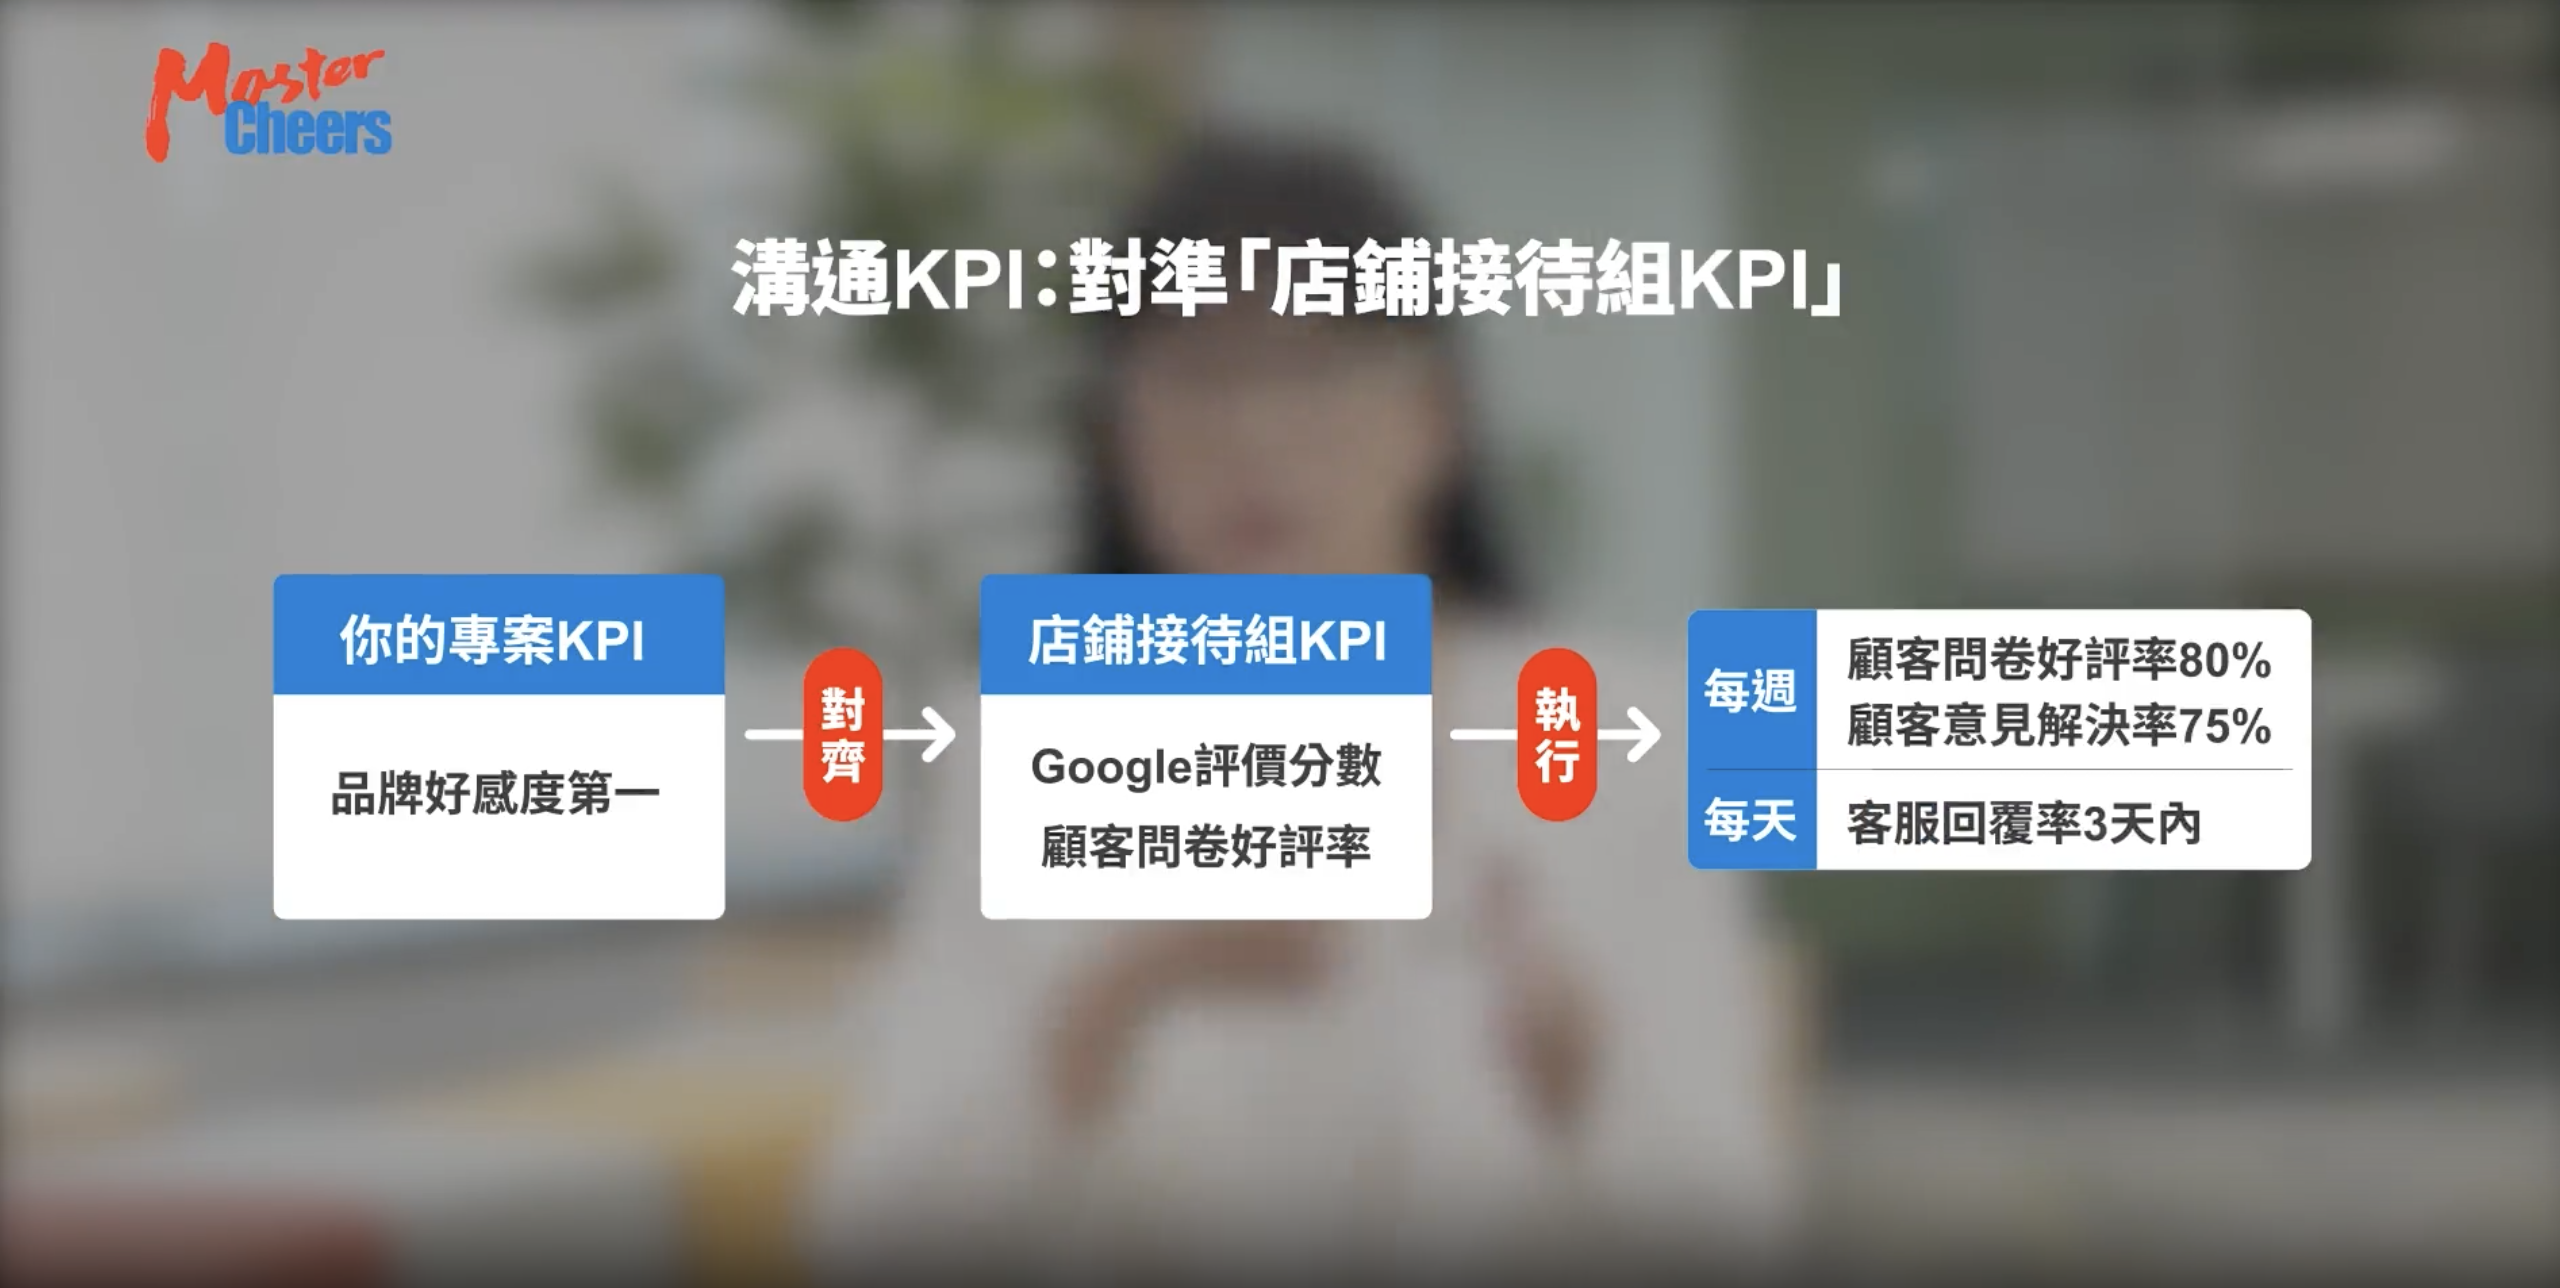 Master
Cheers
溝通KPI：對準「店鋪接待組KPI」
你的專案KPI
品牌好感度第一
對齊
店鋪接待組KPI
Google評價分數
顧客問卷好評率
執行
每週
顧客問卷好評率80%
顧客意見解決率75%
每天
客服回覆率3天內